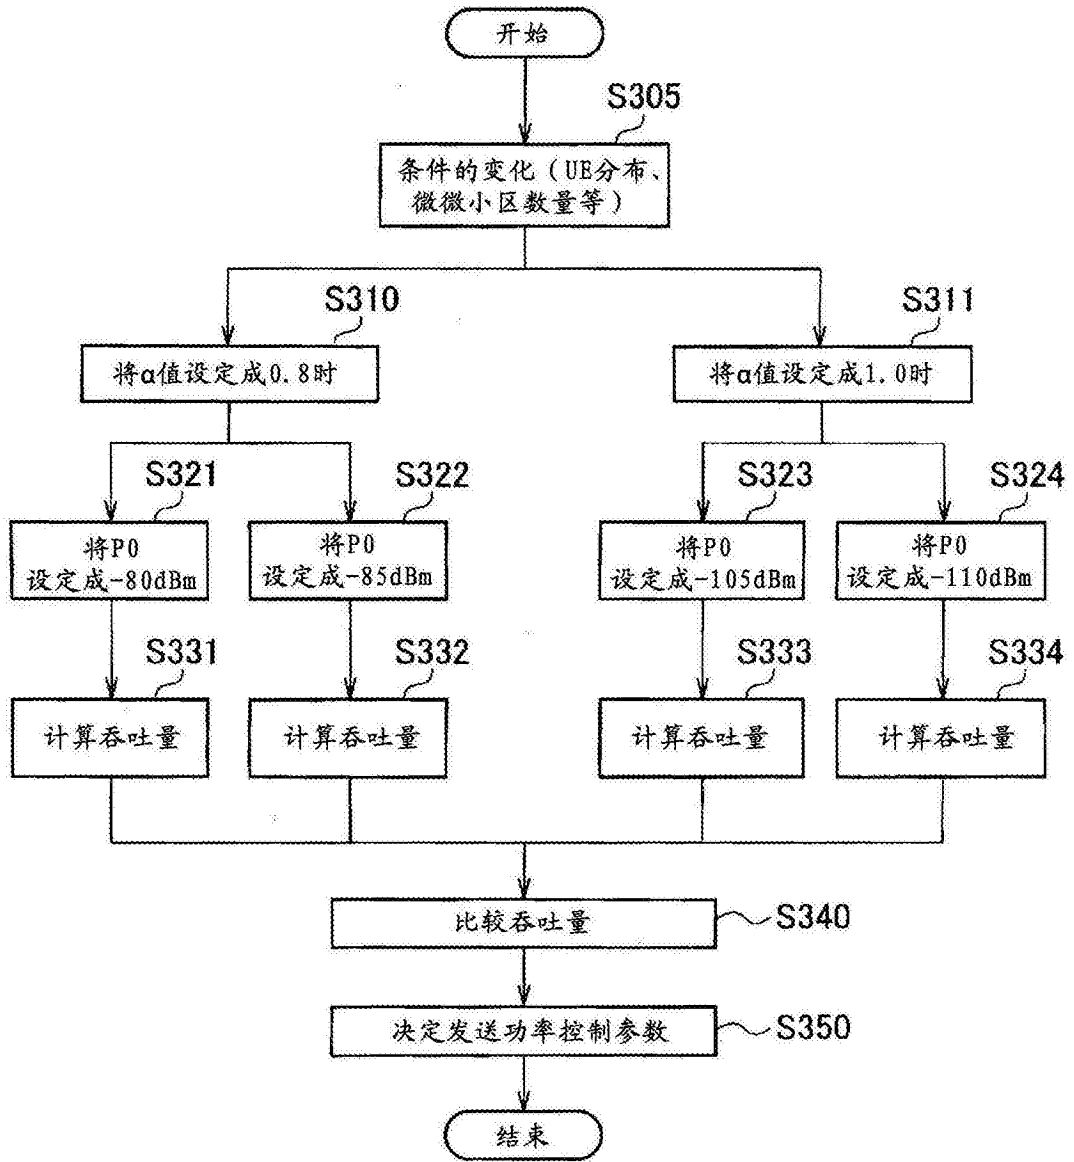 开始
S305
条件的变化（UE分布、
微微小区数量等）
S310
S311
将α值设定成0.8时
将α值设定成1.0时
S321
S322
S323
S324
将P0
设定成-80dBm
将P0
设定成-85dBm
将P0
设定成-105dBm
将P0
设定成-110dBm
S331
S332
S333
S334
计算吞吐量
计算吞吐量
计算吞吐量
计算吞吐量
比较吞吐量
S340
决定发送功率控制参数
S350
结束